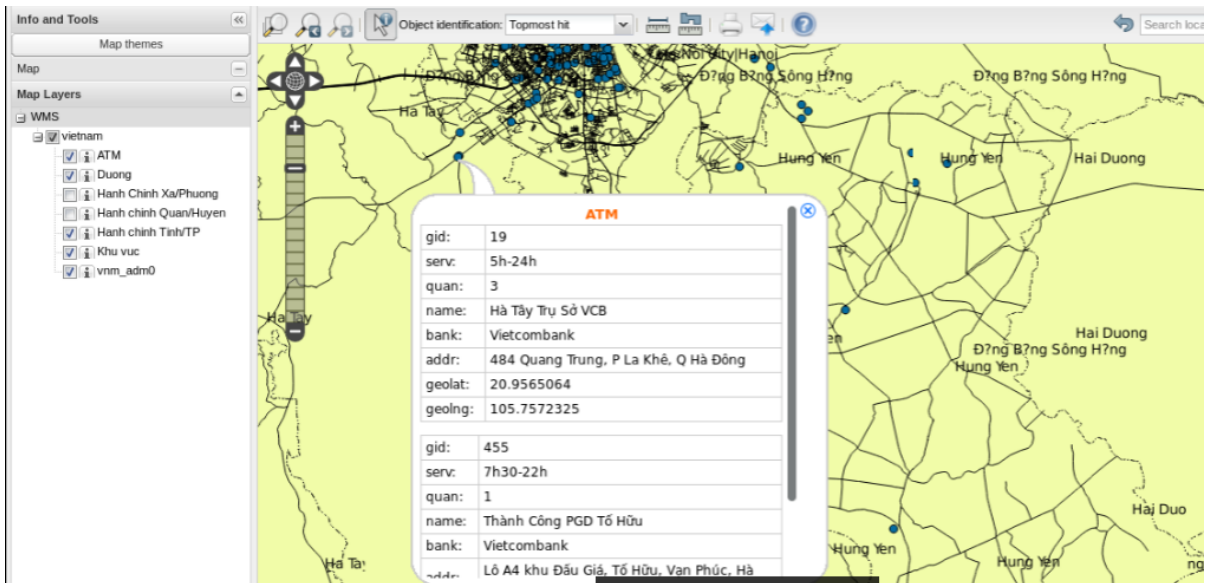 Info and Tools
Map themes
Object identification: Topmost hit
Search loca
Map
Map Layers
WMS
vietnam
ATM
Duong
Hanh Chinh Xa/Phuong
Hanh chinh Quan/Huyen
Hanh chinh Tinh/TP
Khu vuc
vnm_adm0
City|Hanoi
Đ?ng B?ng Sông H?ng
Đ?ng B?ng Sông H?ng
Ha Tay
Hung Yen
Hung Yen
Hai Duong
ATM
gid: 19
serv: 5h-24h
quan: 3
name: Hà Tây Trụ Sở VCB
bank: Vietcombank
addr: 484 Quang Trung, P La Khê, Q Hà Đông
geolat: 20.9565064
geolng: 105.7572325
gid: 455
serv: 7h30-22h
quan: 1
name: Thành Công PGD Tố Hữu
bank: Vietcombank
addr: Lô A4 khu Đấu Giá, Tố Hữu, Vạn Phúc, Hà
Ha Tay
Hai Duong
Đ?ng B?ng Sông H?ng
Hung Yen
Hai Duo
Hung Yen
Hung Yen
Ha Ta